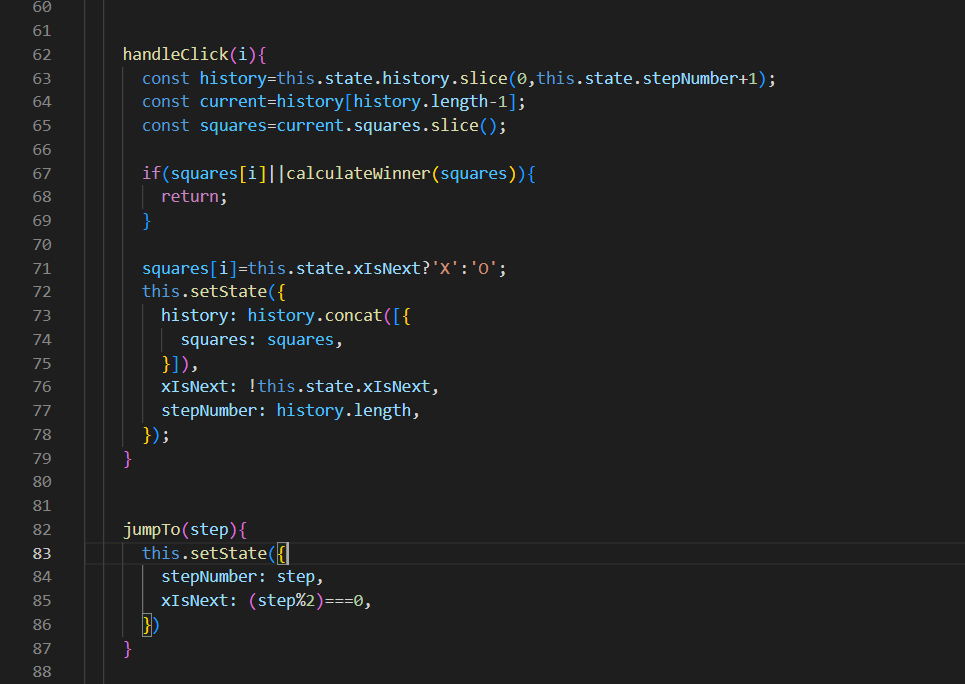 60
61
62 handleClick(i){
63 const history=this.state.history.slice(0,this.state.stepNumber+1);
64 const current=history[history.length-1];
65 const squares=current.squares.slice();
66
67 if(squares[i]||calculateWinner(squares)){
68 return;
69 }
70
71 squares[i]=this.state.xIsNext?'X':'O';
72 this.setState({
73 history: history.concat([{
74 squares: squares,
75 }]),
76 xIsNext: !this.state.xIsNext,
77 stepNumber: history.length,
78 });
79 }
80
81
82 jumpTo(step){
83 this.setState({
84 stepNumber: step,
85 xIsNext: (step%2)===0,
86 })
87 }
88